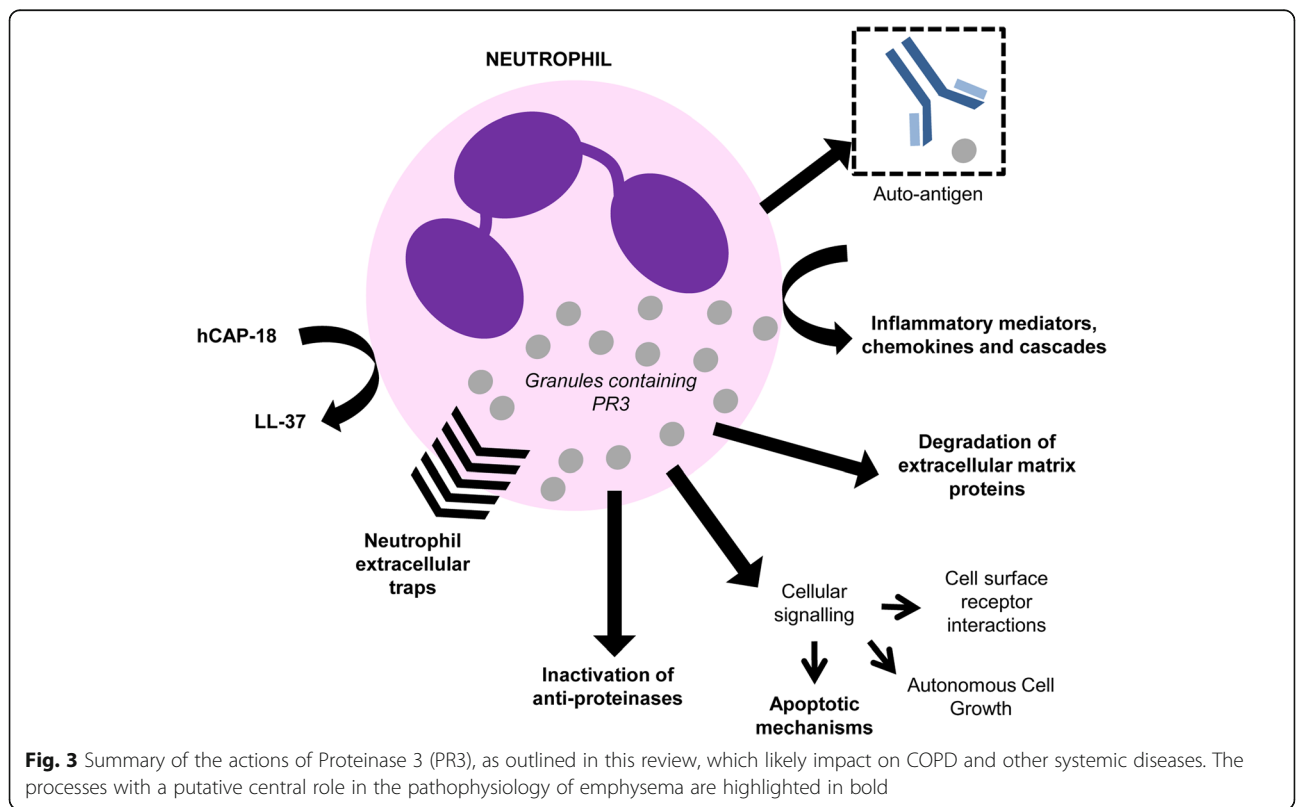 NEUTROPHIL
Auto-antigen
hCAP-18
LL-37
Inflammatory mediators,
chemokines and cascades
Granules containing
PR3
Degradation of
extracellular matrix
proteins
Neutrophil
extracellular
traps
Cellular
signalling
Cell surface
receptor
interactions
Inactivation of
anti-proteinases
Apoptotic
mechanisms
Autonomous Cell
Growth
Fig. 3 Summary of the actions of Proteinase 3 (PR3), as outlined in this review, which likely impact on COPD and other systemic diseases. The
processes with a putative central role in the pathophysiology of emphysema are highlighted in bold